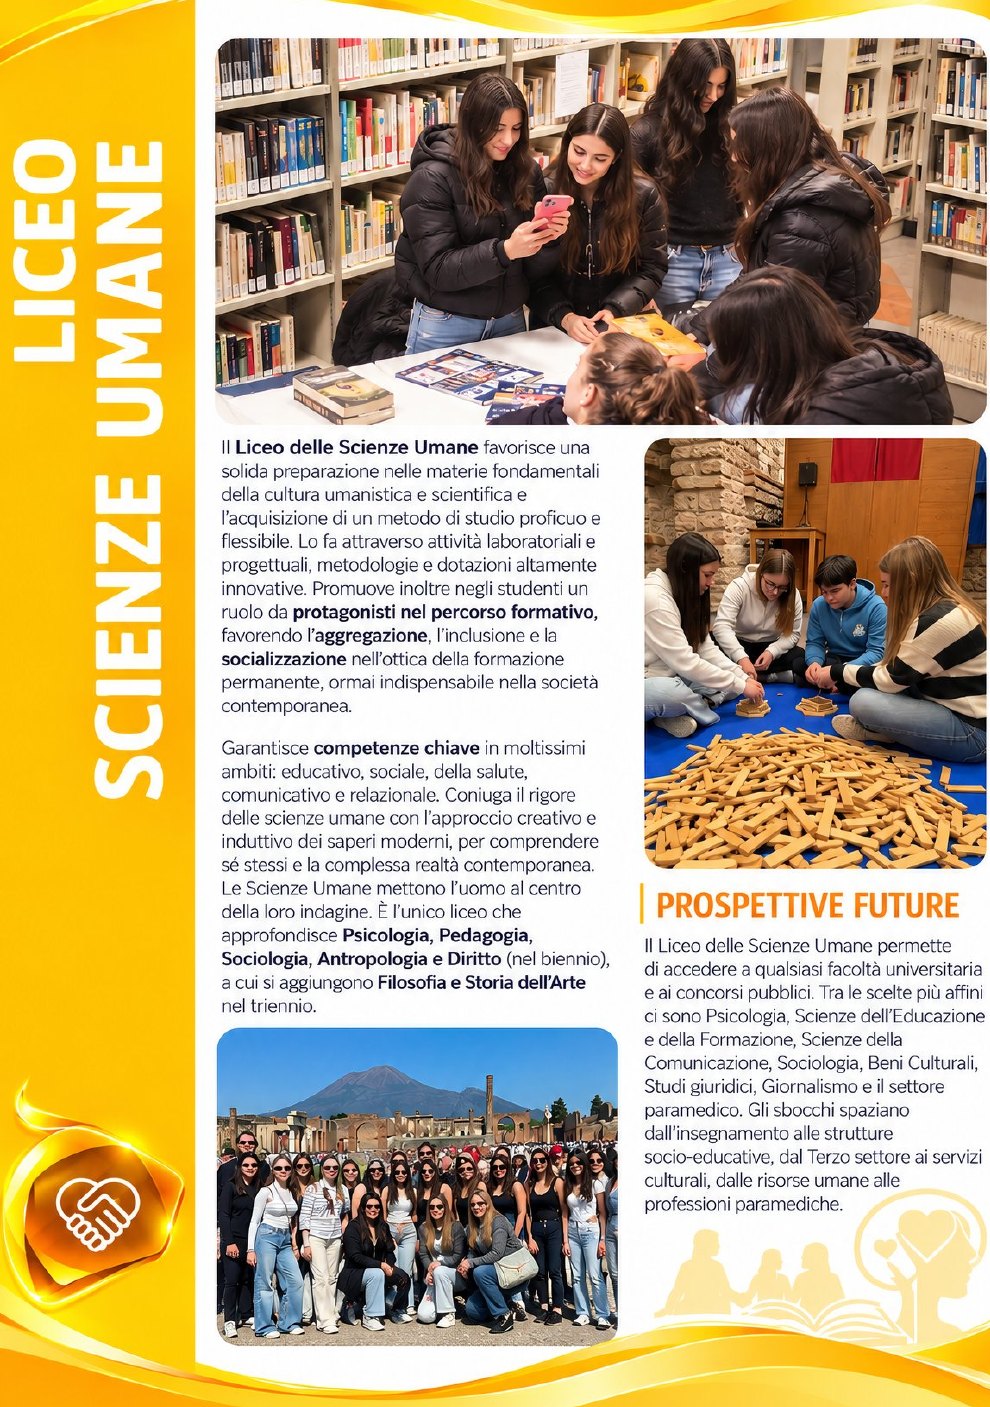 LICEO
SCIENZE UMANE
Il Liceo delle Scienze Umane favorisce una
solida preparazione nelle materie fondamentali
della cultura umanistica e scientifica e
l'acquisizione di un metodo di studio proficuo e
flessibile. Lo fa attraverso attività laboratoriali e
progettuali, metodologie e dotazioni altamente
innovative. Promuove inoltre negli studenti un
ruolo da protagonisti nel percorso formativo,
favorendo l'aggregazione, l'inclusione e la
socializzazione nell'ottica della formazione
permanente, ormai indispensabile nella società
contemporanea.
Garantisce competenze chiave in moltissimi
ambiti: educativo, sociale, della salute,
comunicativo e relazionale. Coniuga il rigore
delle scienze umane con l'approccio creativo e
induttivo dei saperi moderni, per comprendere
sé stessi e la complessa realtà contemporanea.
Le Scienze Umane mettono l'uomo al centro
della loro indagine. È l'unico liceo che
approfondisce Psicologia, Pedagogia,
Sociologia, Antropologia e Diritto (nel biennio),
a cui si aggiungono Filosofia e Storia dell'Arte
nel triennio.
PROSPETTIVE FUTURE
Il Liceo delle Scienze Umane permette
di accedere a qualsiasi facoltà universitaria
e ai concorsi pubblici. Tra le scelte più affini
ci sono Psicologia, Scienze dell'Educazione
e della Formazione, Scienze della
Comunicazione, Sociologia, Beni Culturali,
Studi giuridici, Giornalismo e il settore
paramedico. Gli sbocchi spaziano
dall'insegnamento alle strutture
socio-educative, dal Terzo settore ai servizi
culturali, dalle risorse umane alle
professioni paramediche.